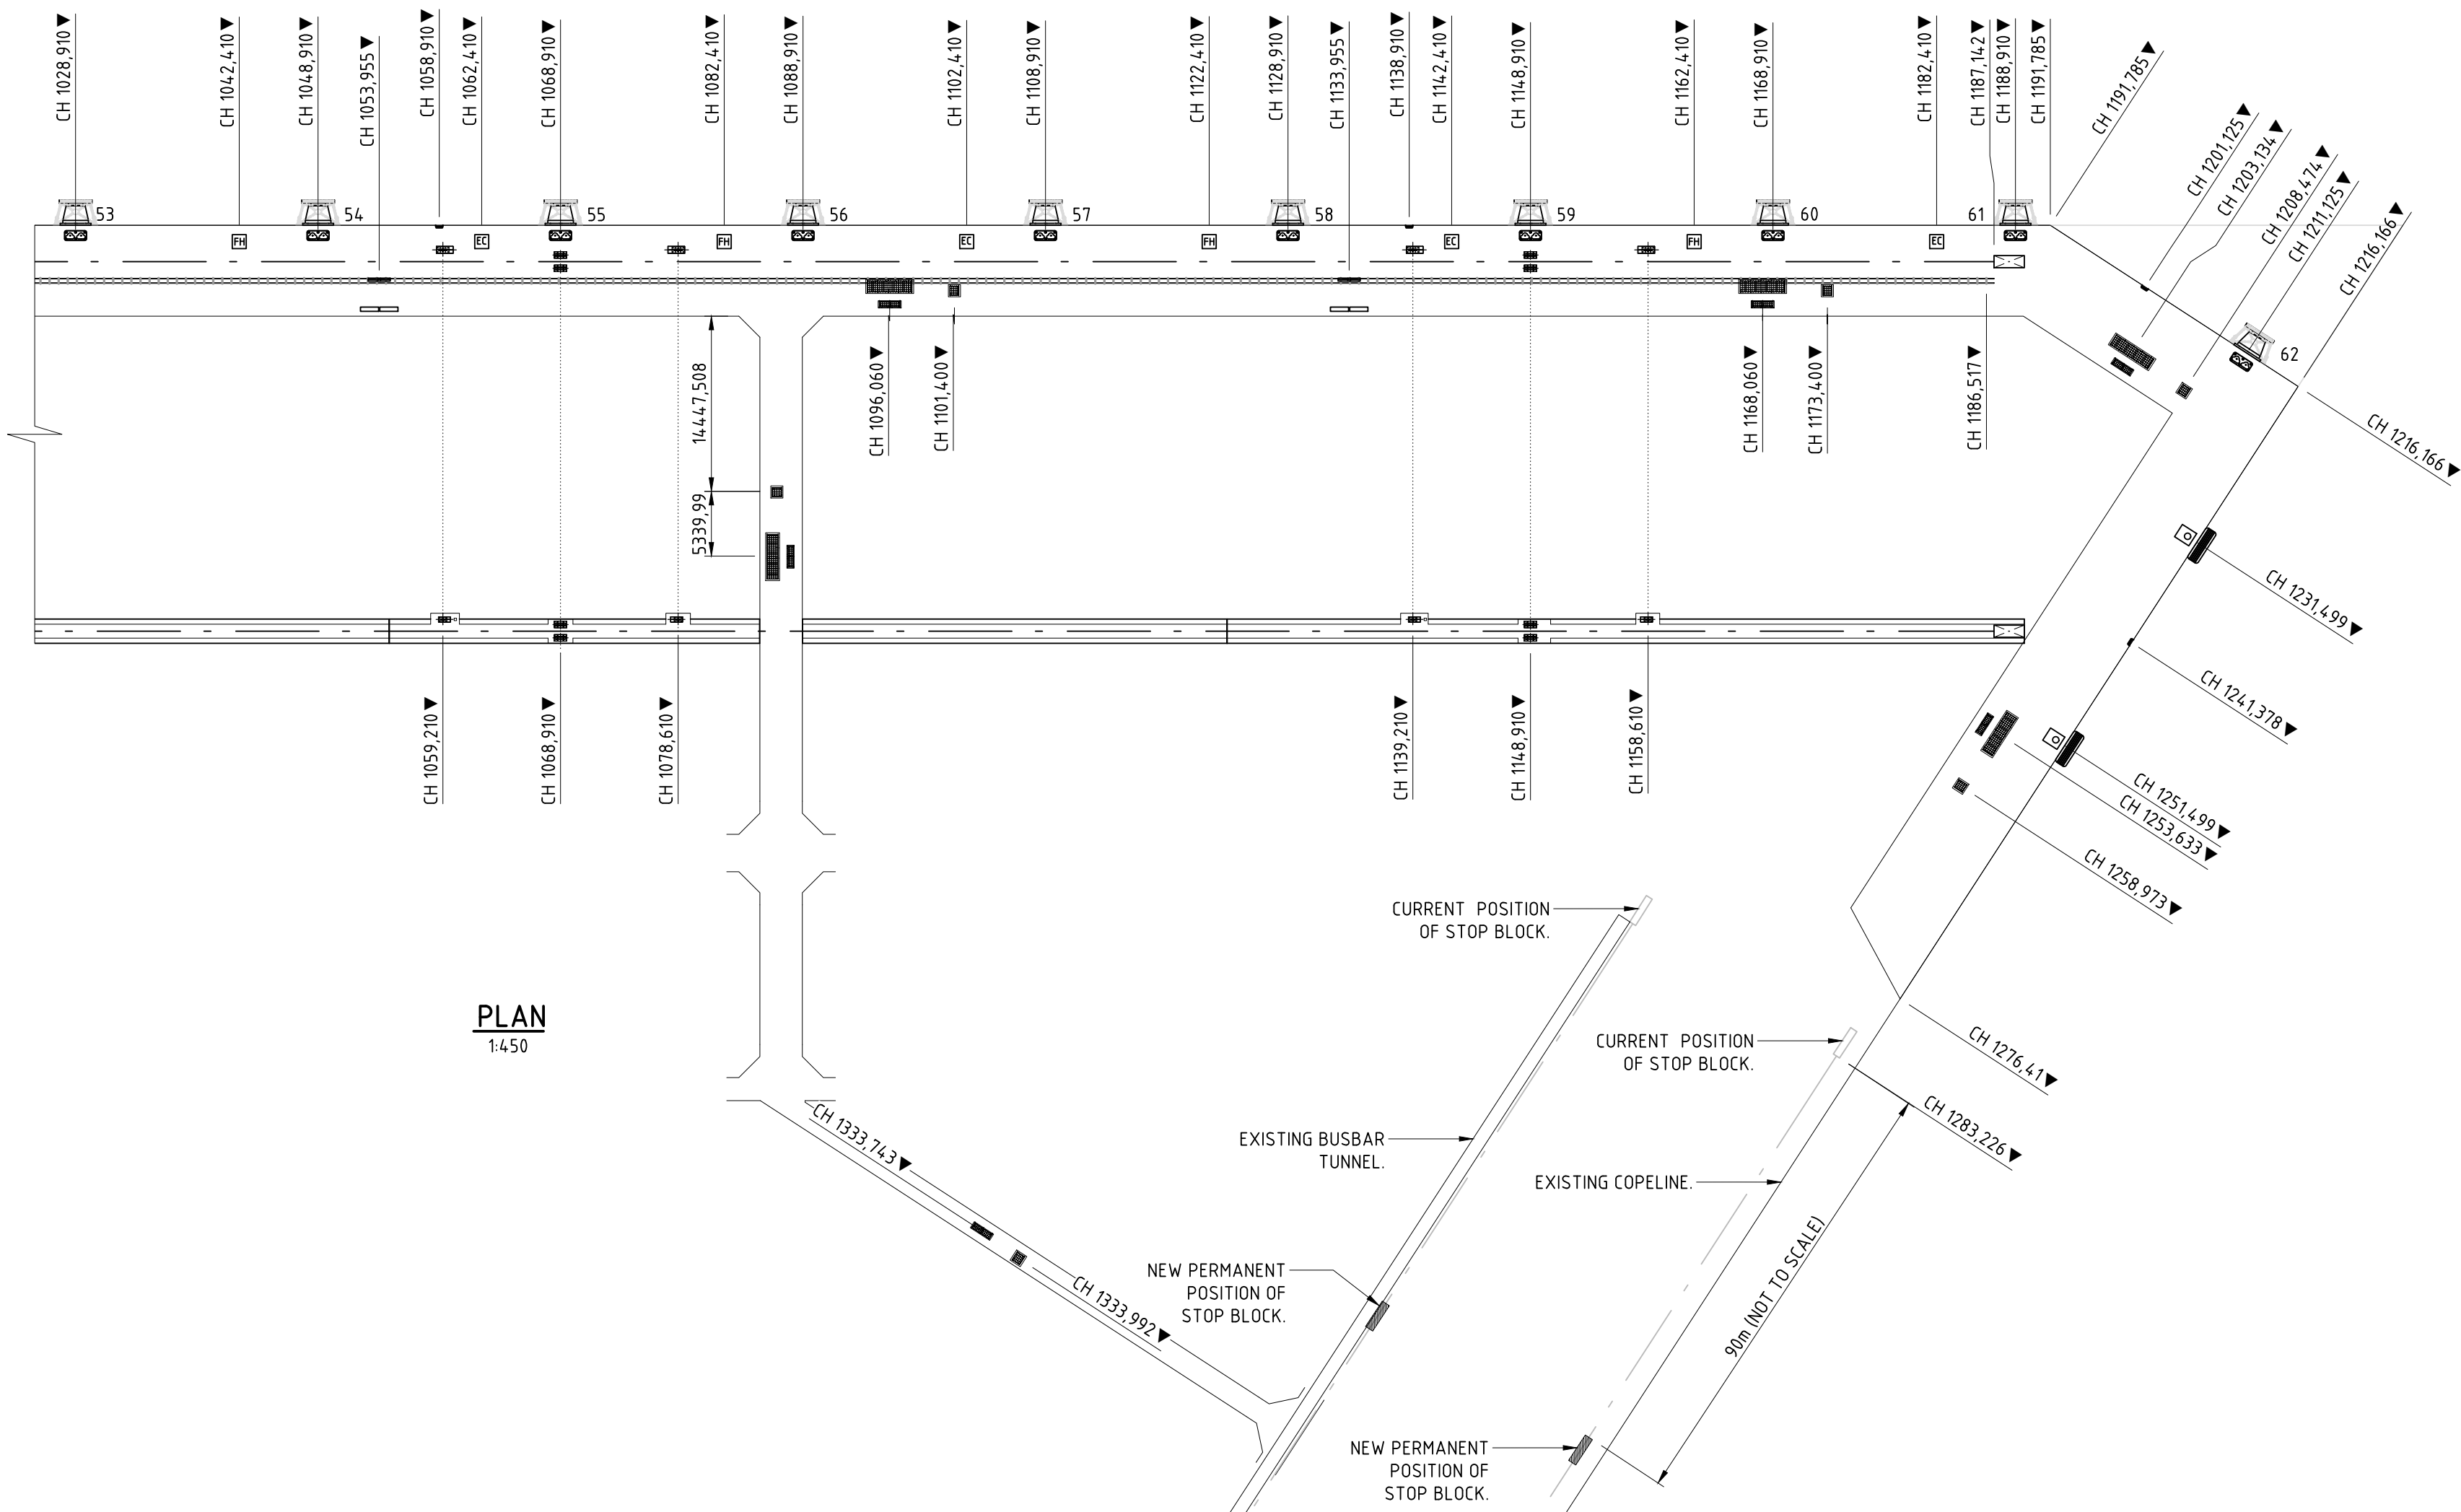 CH 1028,910
CH 1042,410
CH 1048,910
CH 1053,955
CH 1058,910
CH 1062,410
CH 1068,910
CH 1082,410
CH 1088,910
CH 1102,410
CH 1108,910
CH 1122,410
CH 1128,910
CH 1133,955
CH 1138,910
CH 1142,410
CH 1148,910
CH 1162,410
CH 1168,910
CH 1182,410
CH 1187,142
CH 1188,910
CH 1191,785
CH 1191,785
CH 1201,125
CH 1203,134
CH 1208,474
CH 1211,125
CH 1216,166
53
54
55
56
57
58
59
60
61
62
FH
EC
FH
EC
FH
EC
FH
EC
14447,508
5339,99
CH 1096,060
CH 1101,400
CH 1168,060
CH 1173,400
CH 1186,517
CH 1216,166
CH 1231,499
CH 1241,378
CH 1251,499
CH 1253,633
CH 1258,973
CH 1059,210
CH 1068,910
CH 1078,610
CH 1139,210
CH 1148,910
CH 1158,610
CURRENT POSITION
OF STOP BLOCK.
PLAN
1:450
CURRENT POSITION
OF STOP BLOCK.
CH 1276,41
CH 1283,226
CH 1333,743
EXISTING BUSBAR
TUNNEL.
EXISTING COPELINE.
NEW PERMANENT
POSITION OF
STOP BLOCK.
CH 1333,992
90m (NOT TO SCALE)
NEW PERMANENT
POSITION OF
STOP BLOCK.